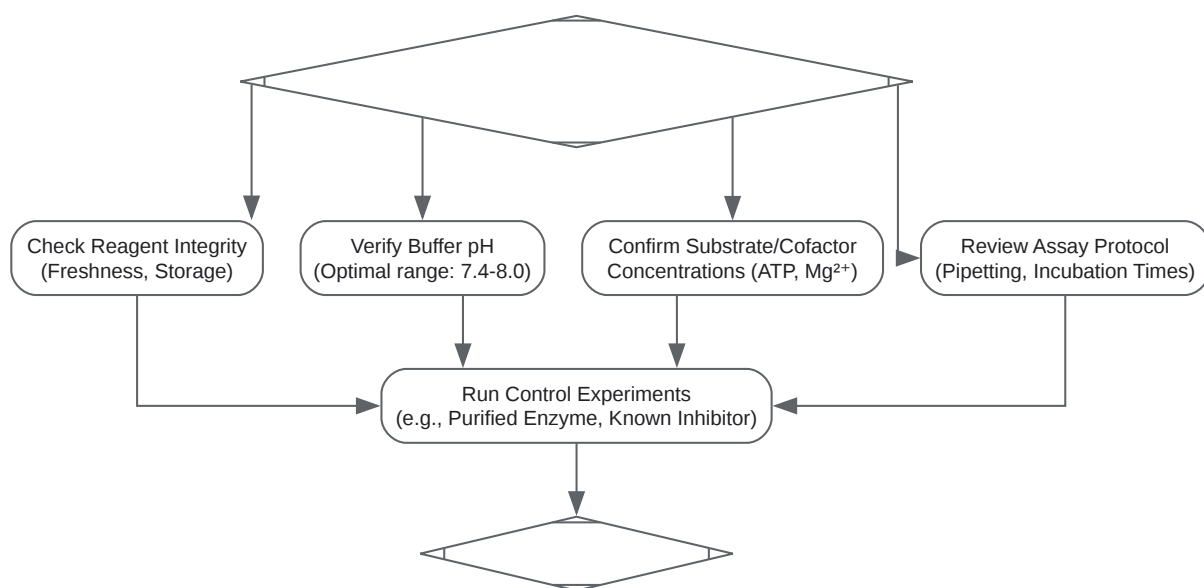 Check Reagent Integrity
(Freshness, Storage)
Verify Buffer pH
(Optimal range: 7.4-8.0)
Confirm Substrate/Cofactor
Concentrations (ATP, Mg²⁺)
Review Assay Protocol
(Pipetting, Incubation Times)
Run Control Experiments
(e.g., Purified Enzyme, Known Inhibitor)